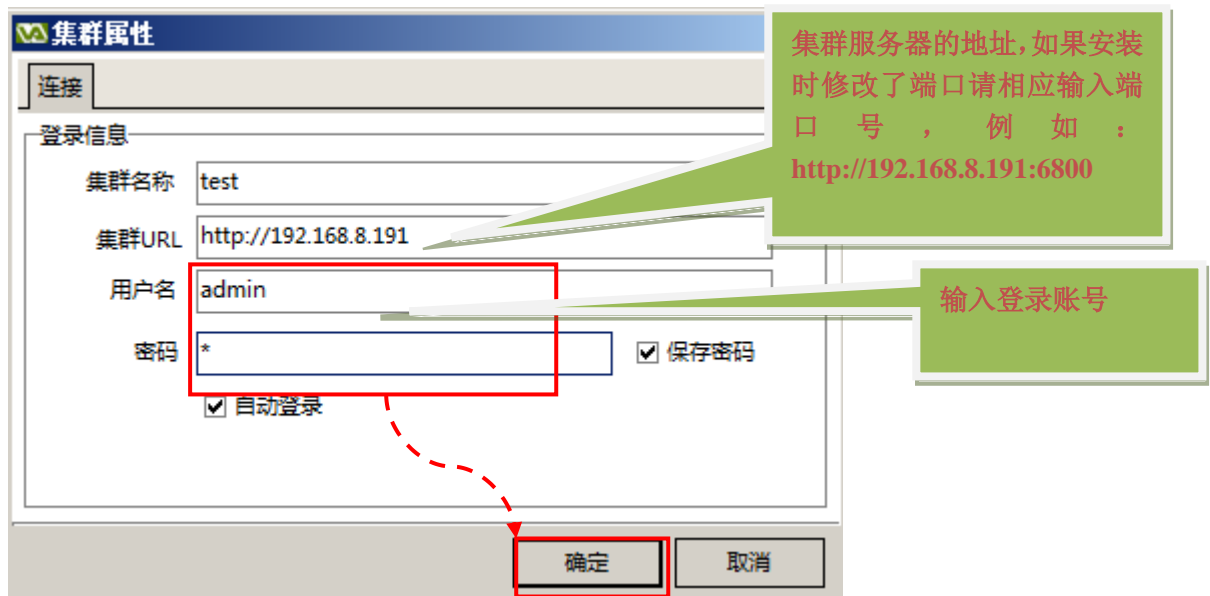 集群属性
连接
登录信息
集群名称 test
集群URL http://192.168.8.191
用户名 admin
密码 * 保存密码
自动登录
确定 取消
集群服务器的地址，如果安装
时修改了端口请相应输入端
口号，例如：
http://192.168.8.191:6800
输入登录账号